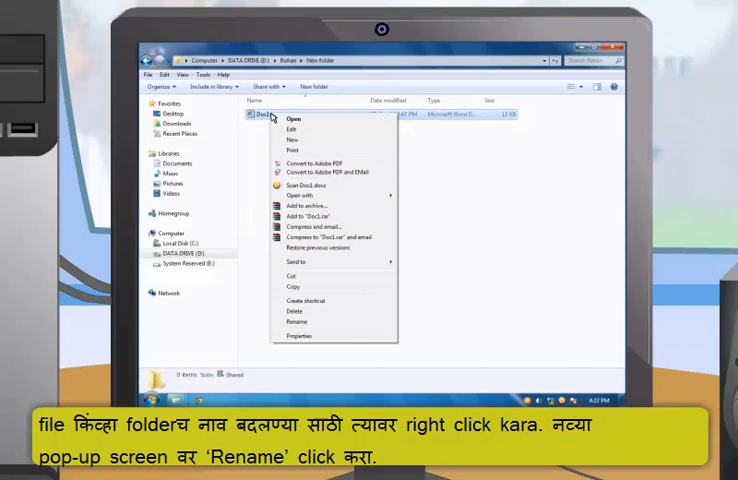 Computer ▸ DATA DRIVE (D:) ▸ Rohan ▸ New folder
Search Rohan
File Edit View Tools Help
Organize Include in library Share with New folder
Name Date modified Type Size
Doc1 :47 PM Microsoft Word D... 11 KB
Favorites
Desktop
Downloads
Recent Places
Libraries
Documents
Music
Pictures
Videos
Homegroup
Computer
Local Disk (C:)
DATA DRIVE (D:)
System Reserved (E:)
Network
Open
Edit
New
Print
Convert to Adobe PDF
Convert to Adobe PDF and EMail
Scan Doc1.docx
Open with
Add to archive...
Add to "Doc1.rar"
Compress and email...
Compress to "Doc1.rar" and email
Restore previous versions
Send to
Cut
Copy
Create shortcut
Delete
Rename
Properties
0 items State: Shared
4:22 PM
file किंव्हा folderच नाव बदलण्या साठी त्यावर right click kara. नव्या
pop-up screen वर ‘Rename’ click करा.